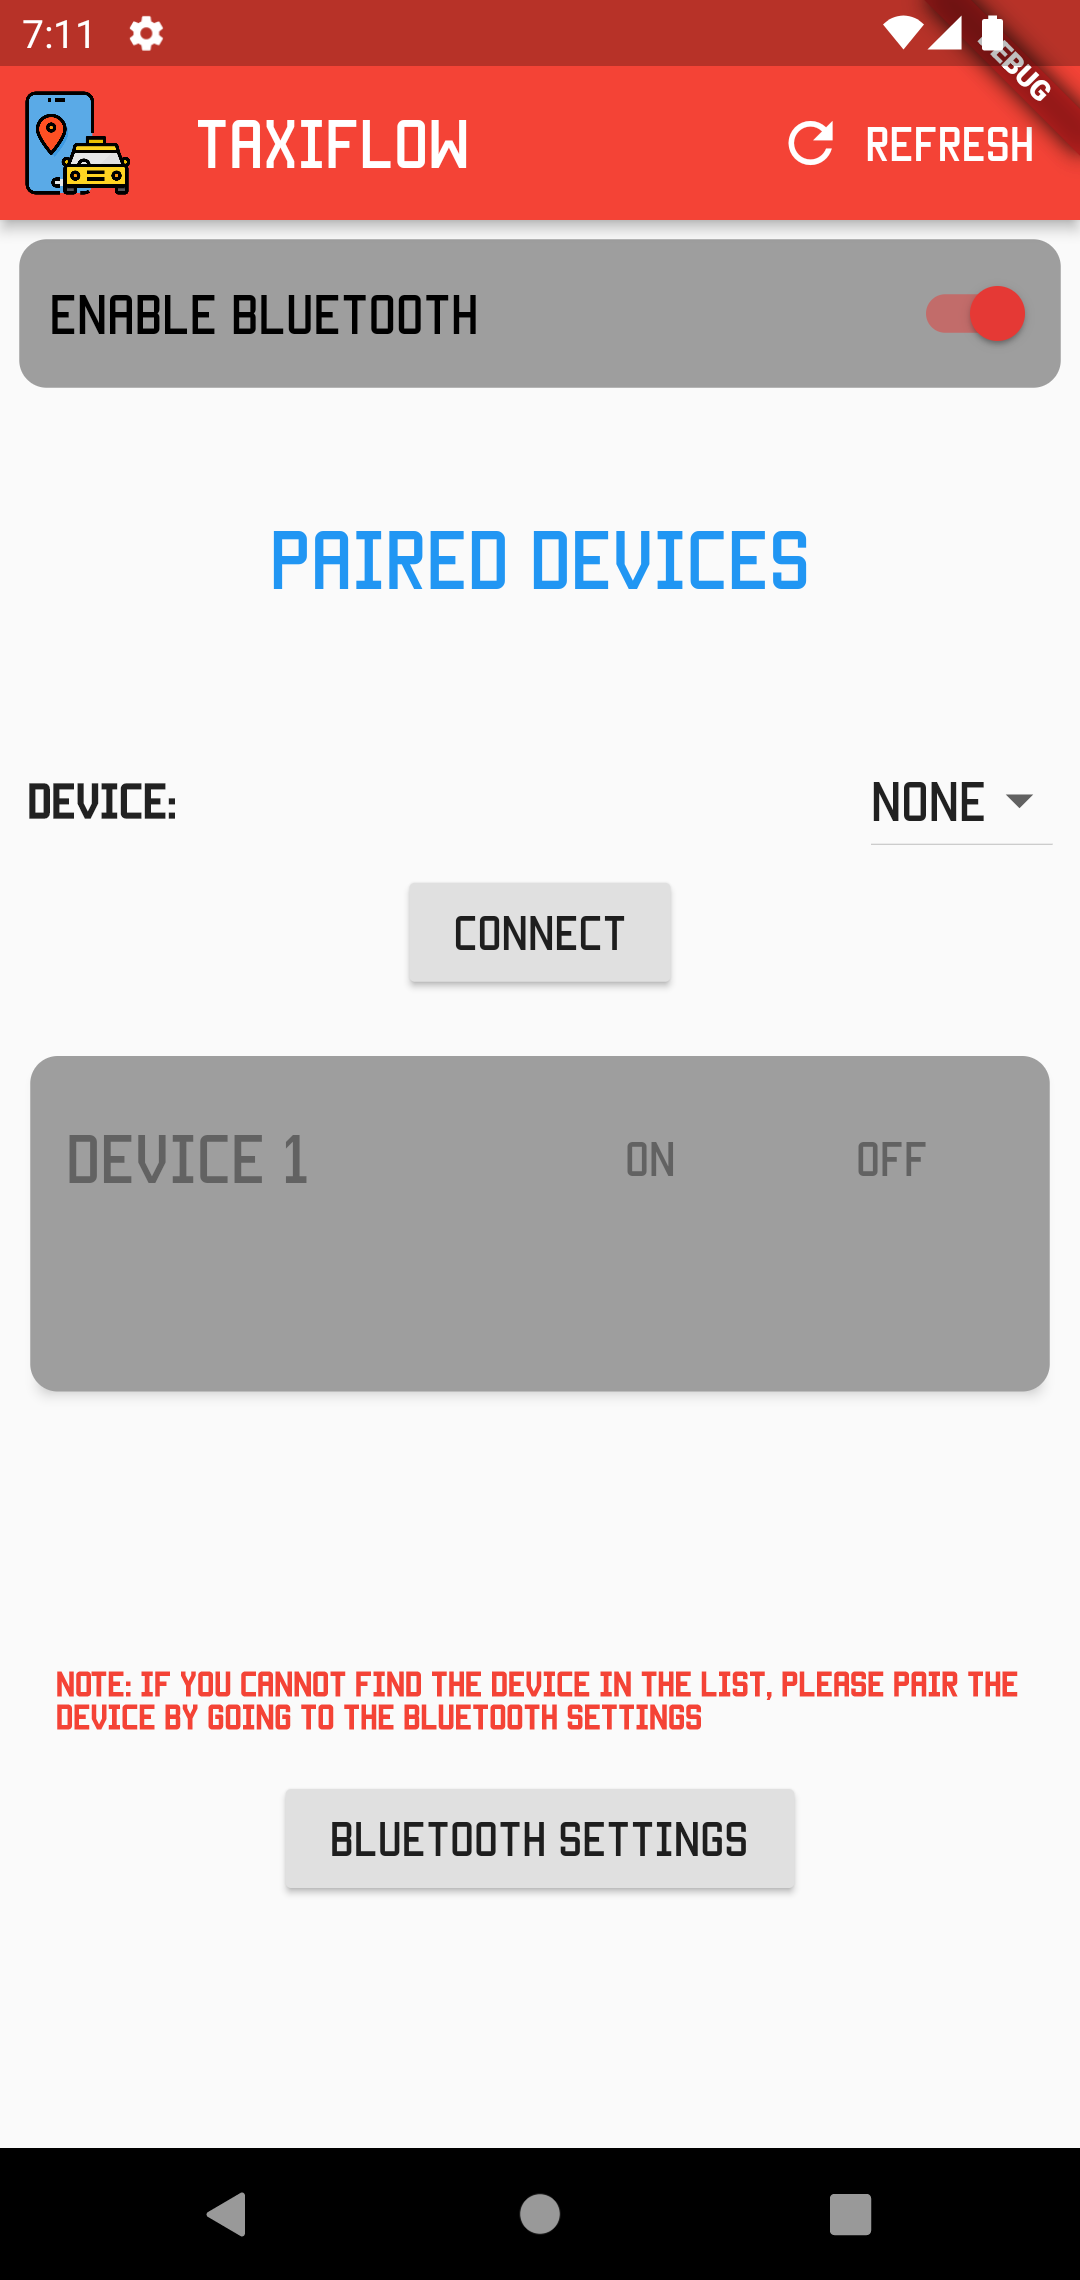 7:11
DEBUG
TAXIFLOW
REFRESH
ENABLE BLUETOOTH
PAIRED DEVICES
DEVICE:
NONE
CONNECT
DEVICE 1
ON
OFF
NOTE: IF YOU CANNOT FIND THE DEVICE IN THE LIST, PLEASE PAIR THE
DEVICE BY GOING TO THE BLUETOOTH SETTINGS
BLUETOOTH SETTINGS